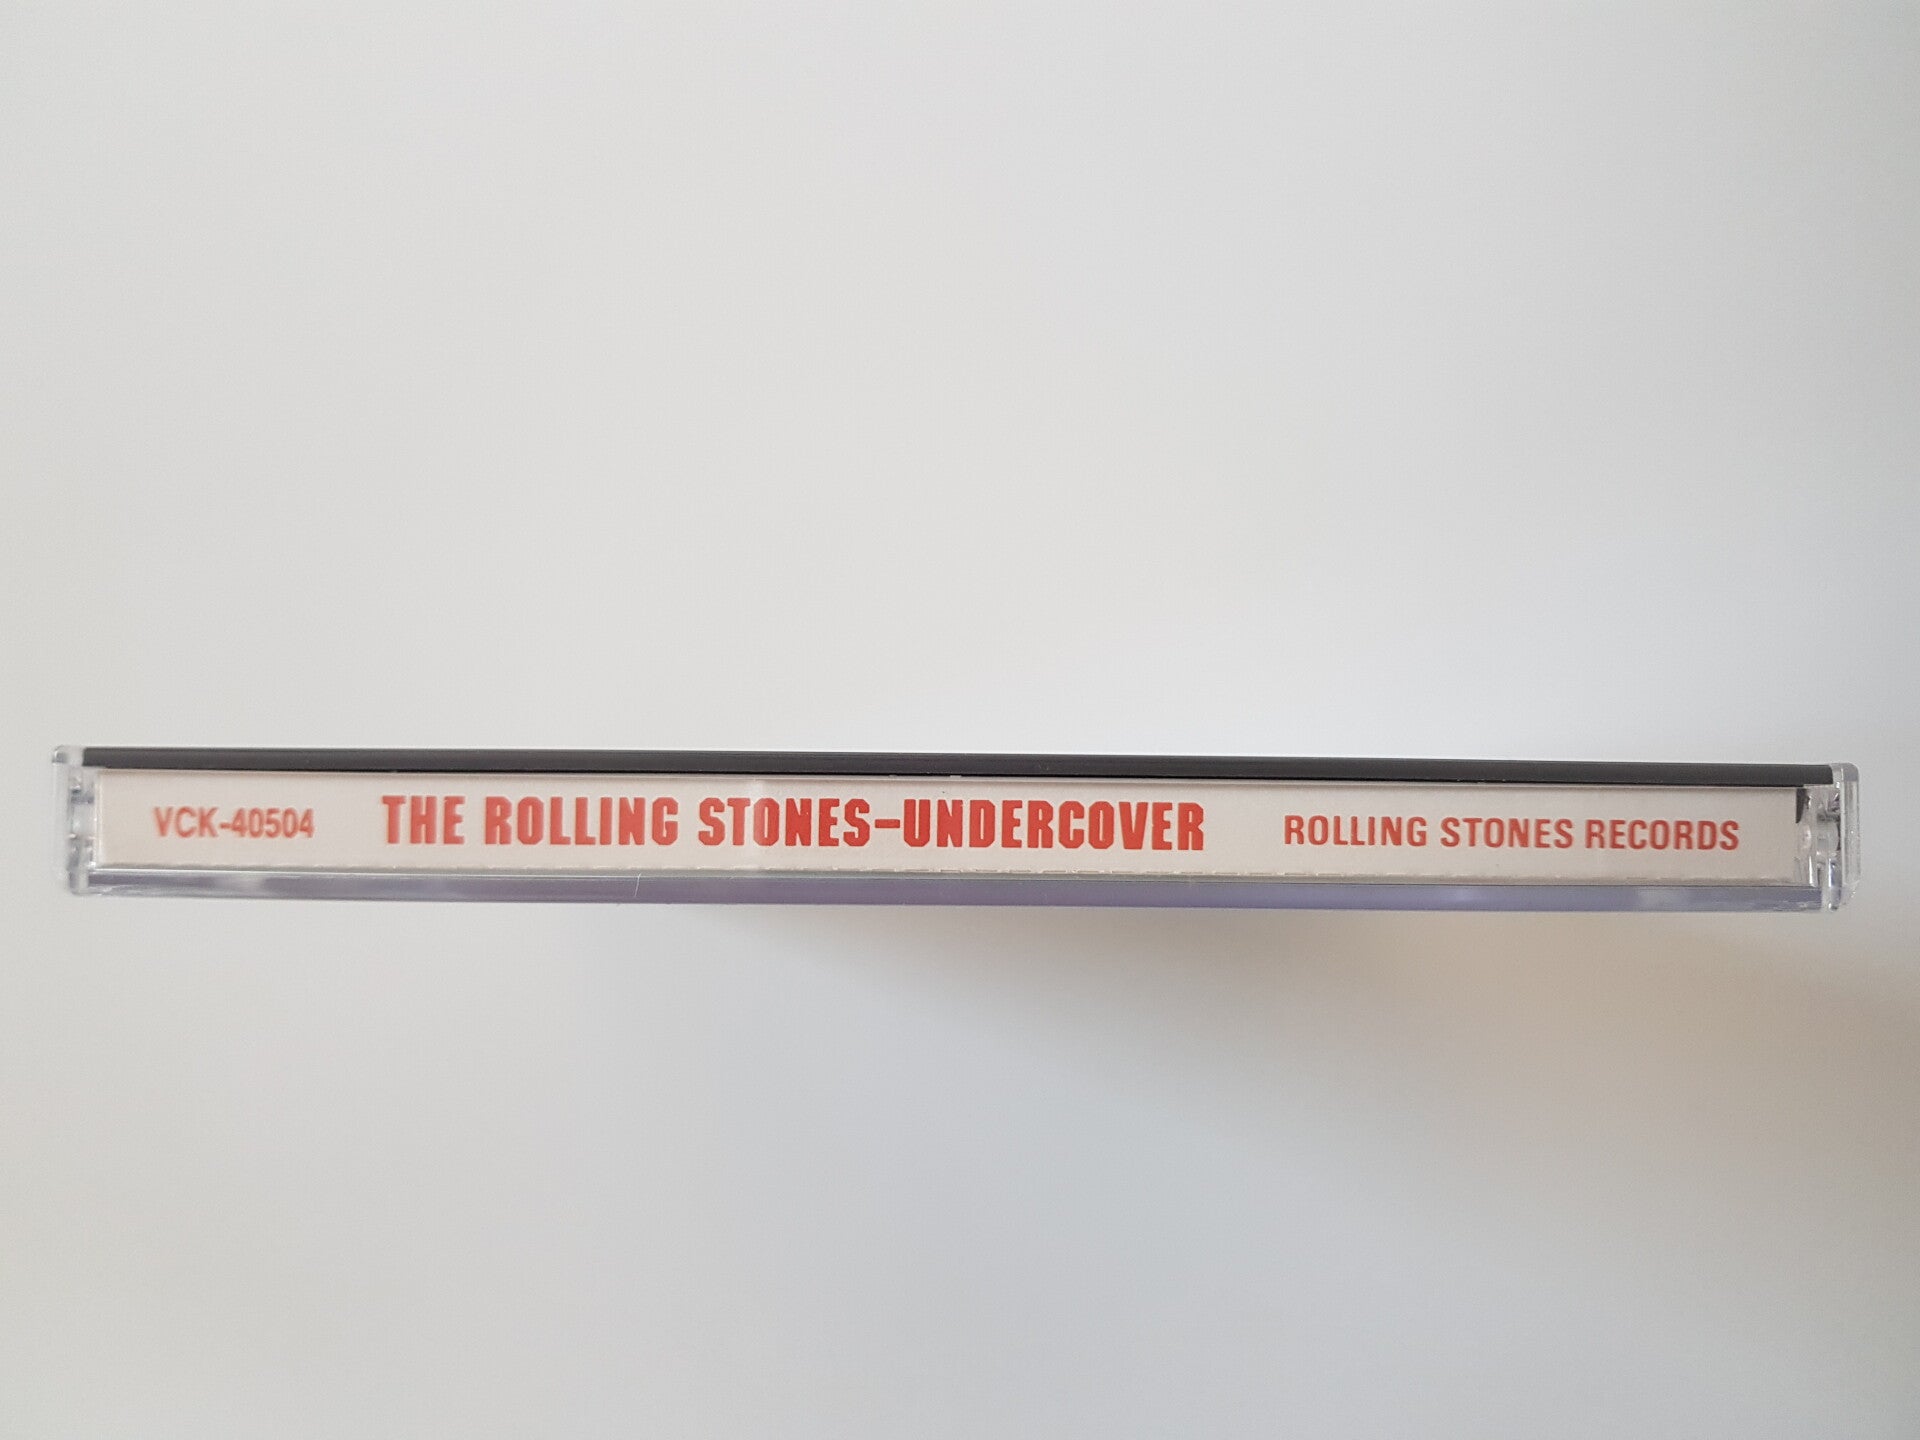 VCK-40504 THE ROLLING STONES-UNDERCOVER ROLLING STONES RECORDS